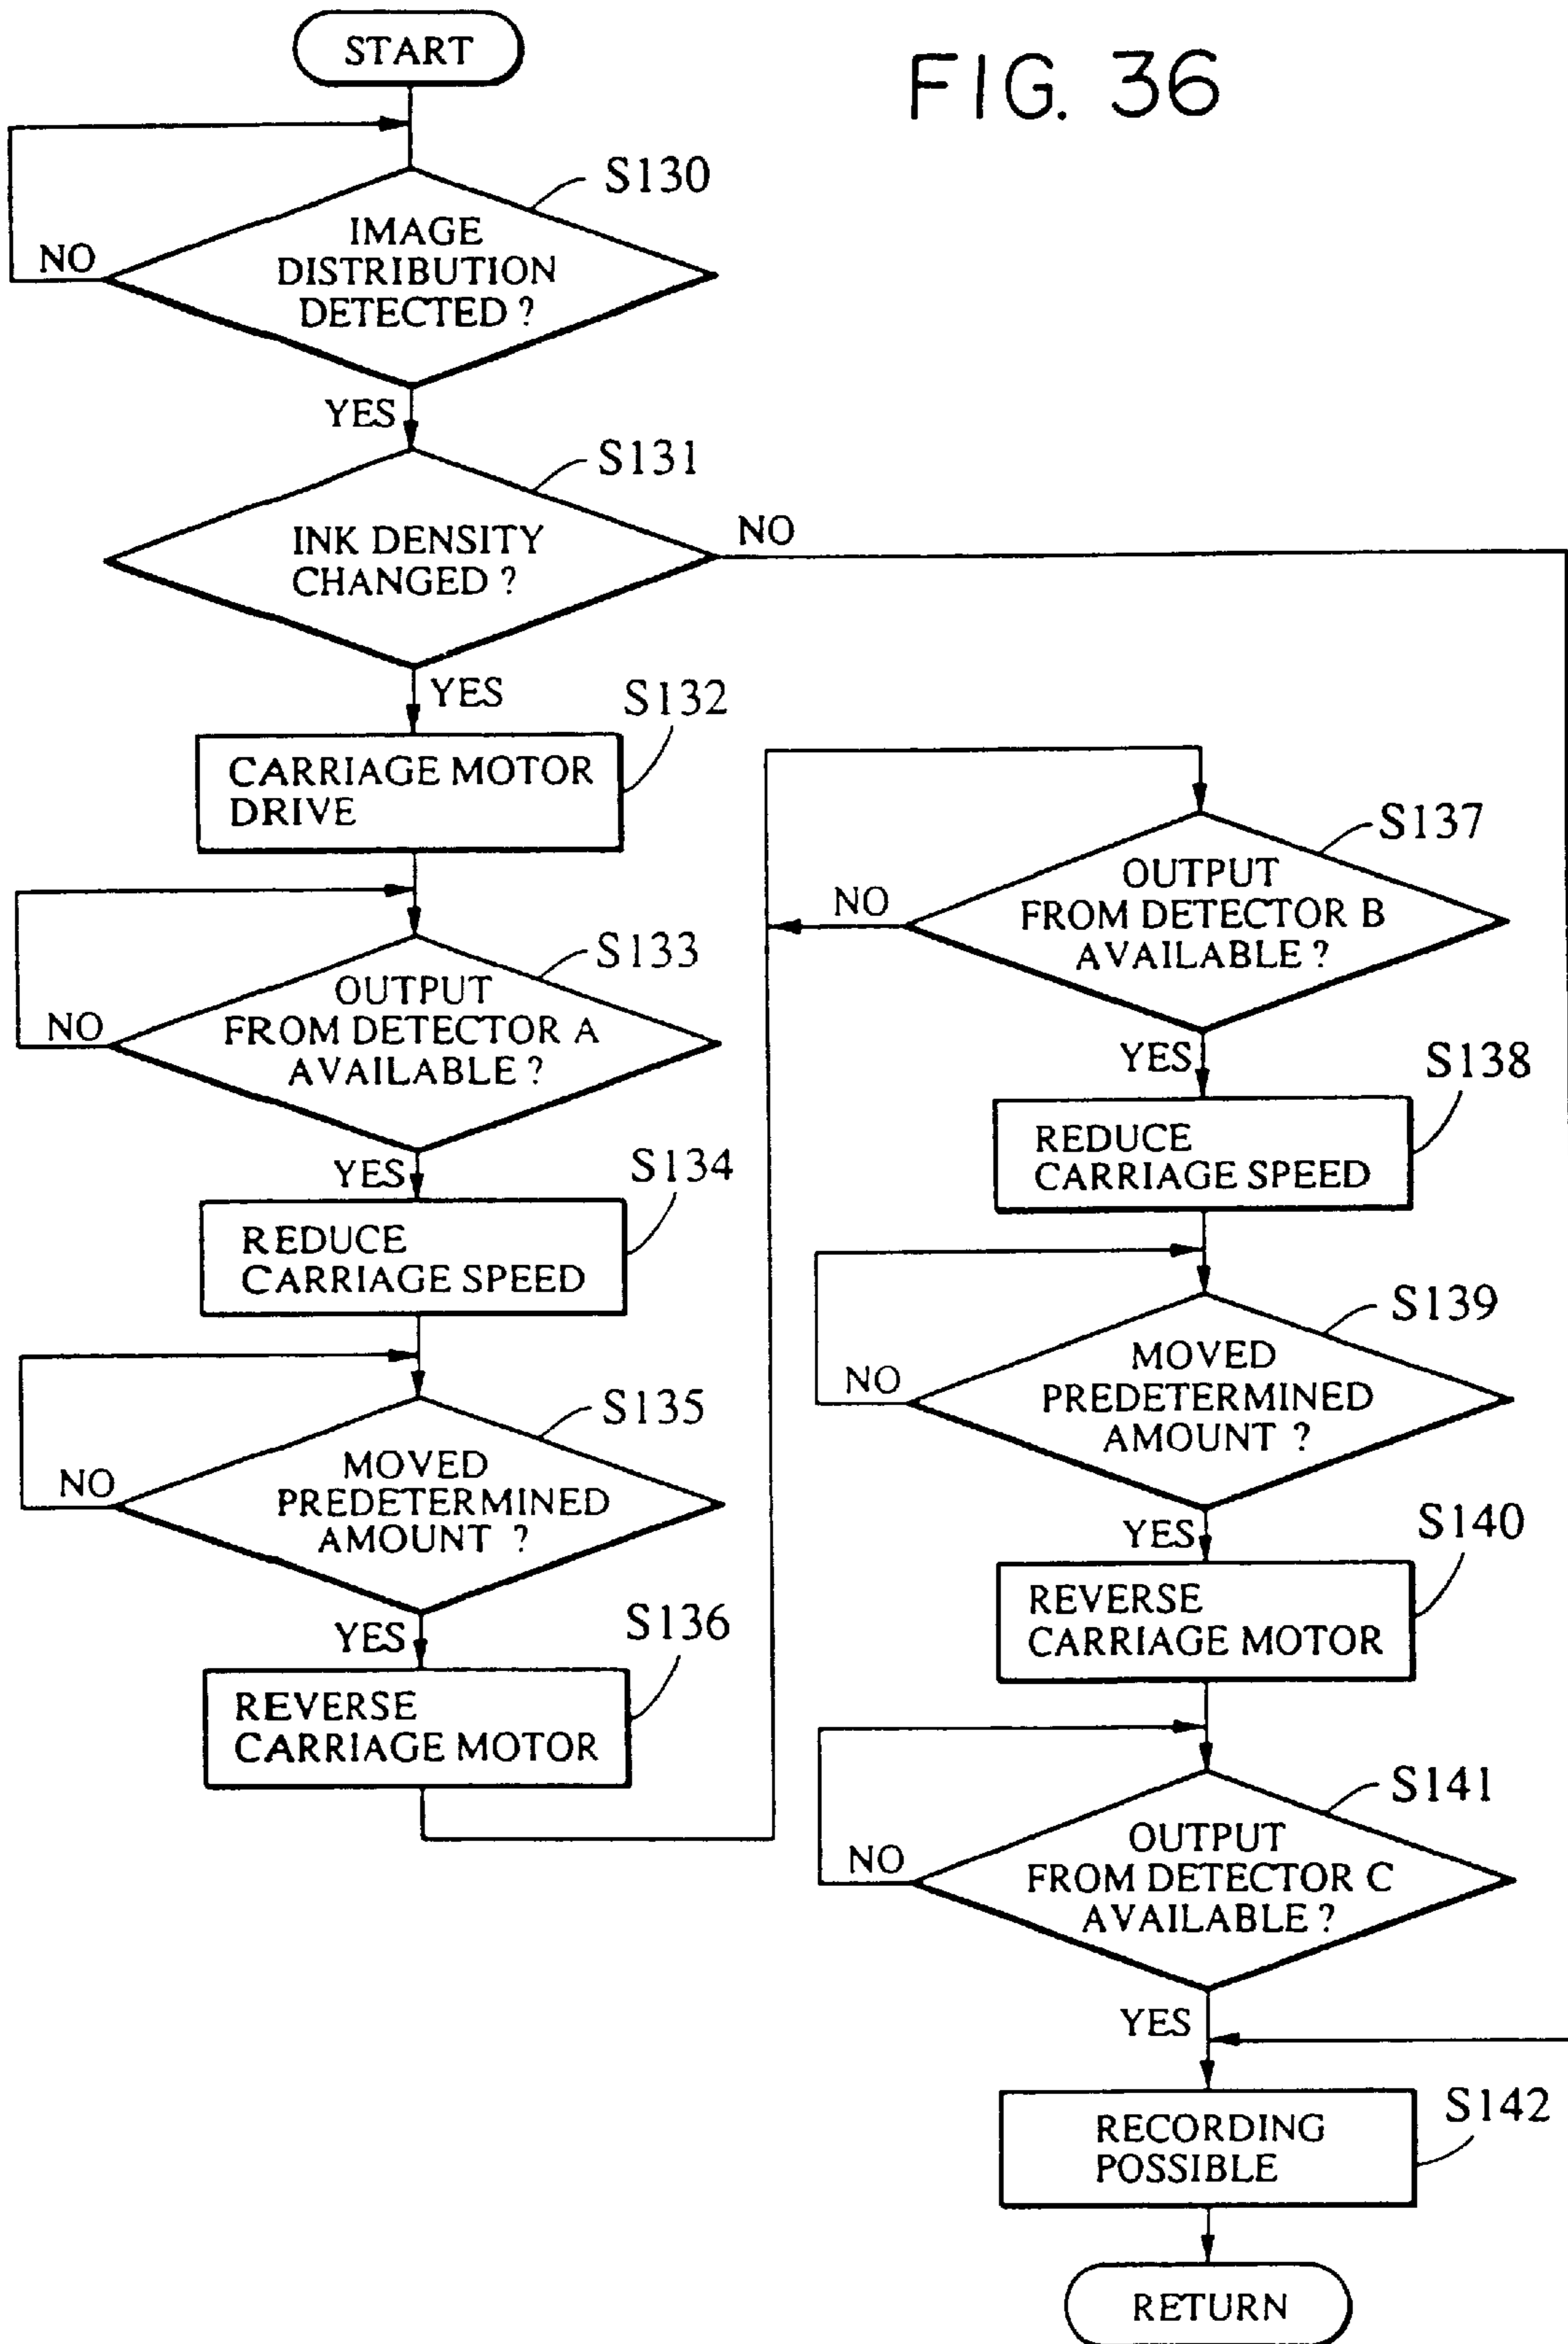 FIG. 36
START
S130
IMAGE
DISTRIBUTION
DETECTED ?
NO
YES
S131
INK DENSITY
CHANGED ?
NO
YES
S132
CARRIAGE MOTOR
DRIVE
S133
OUTPUT
FROM DETECTOR A
AVAILABLE ?
NO
YES
S134
REDUCE
CARRIAGE SPEED
S135
MOVED
PREDETERMINED
AMOUNT ?
NO
YES
S136
REVERSE
CARRIAGE MOTOR
S137
OUTPUT
FROM DETECTOR B
AVAILABLE ?
NO
YES
S138
REDUCE
CARRIAGE SPEED
S139
MOVED
PREDETERMINED
AMOUNT ?
NO
YES
S140
REVERSE
CARRIAGE MOTOR
S141
OUTPUT
FROM DETECTOR C
AVAILABLE ?
NO
YES
S142
RECORDING
POSSIBLE
RETURN